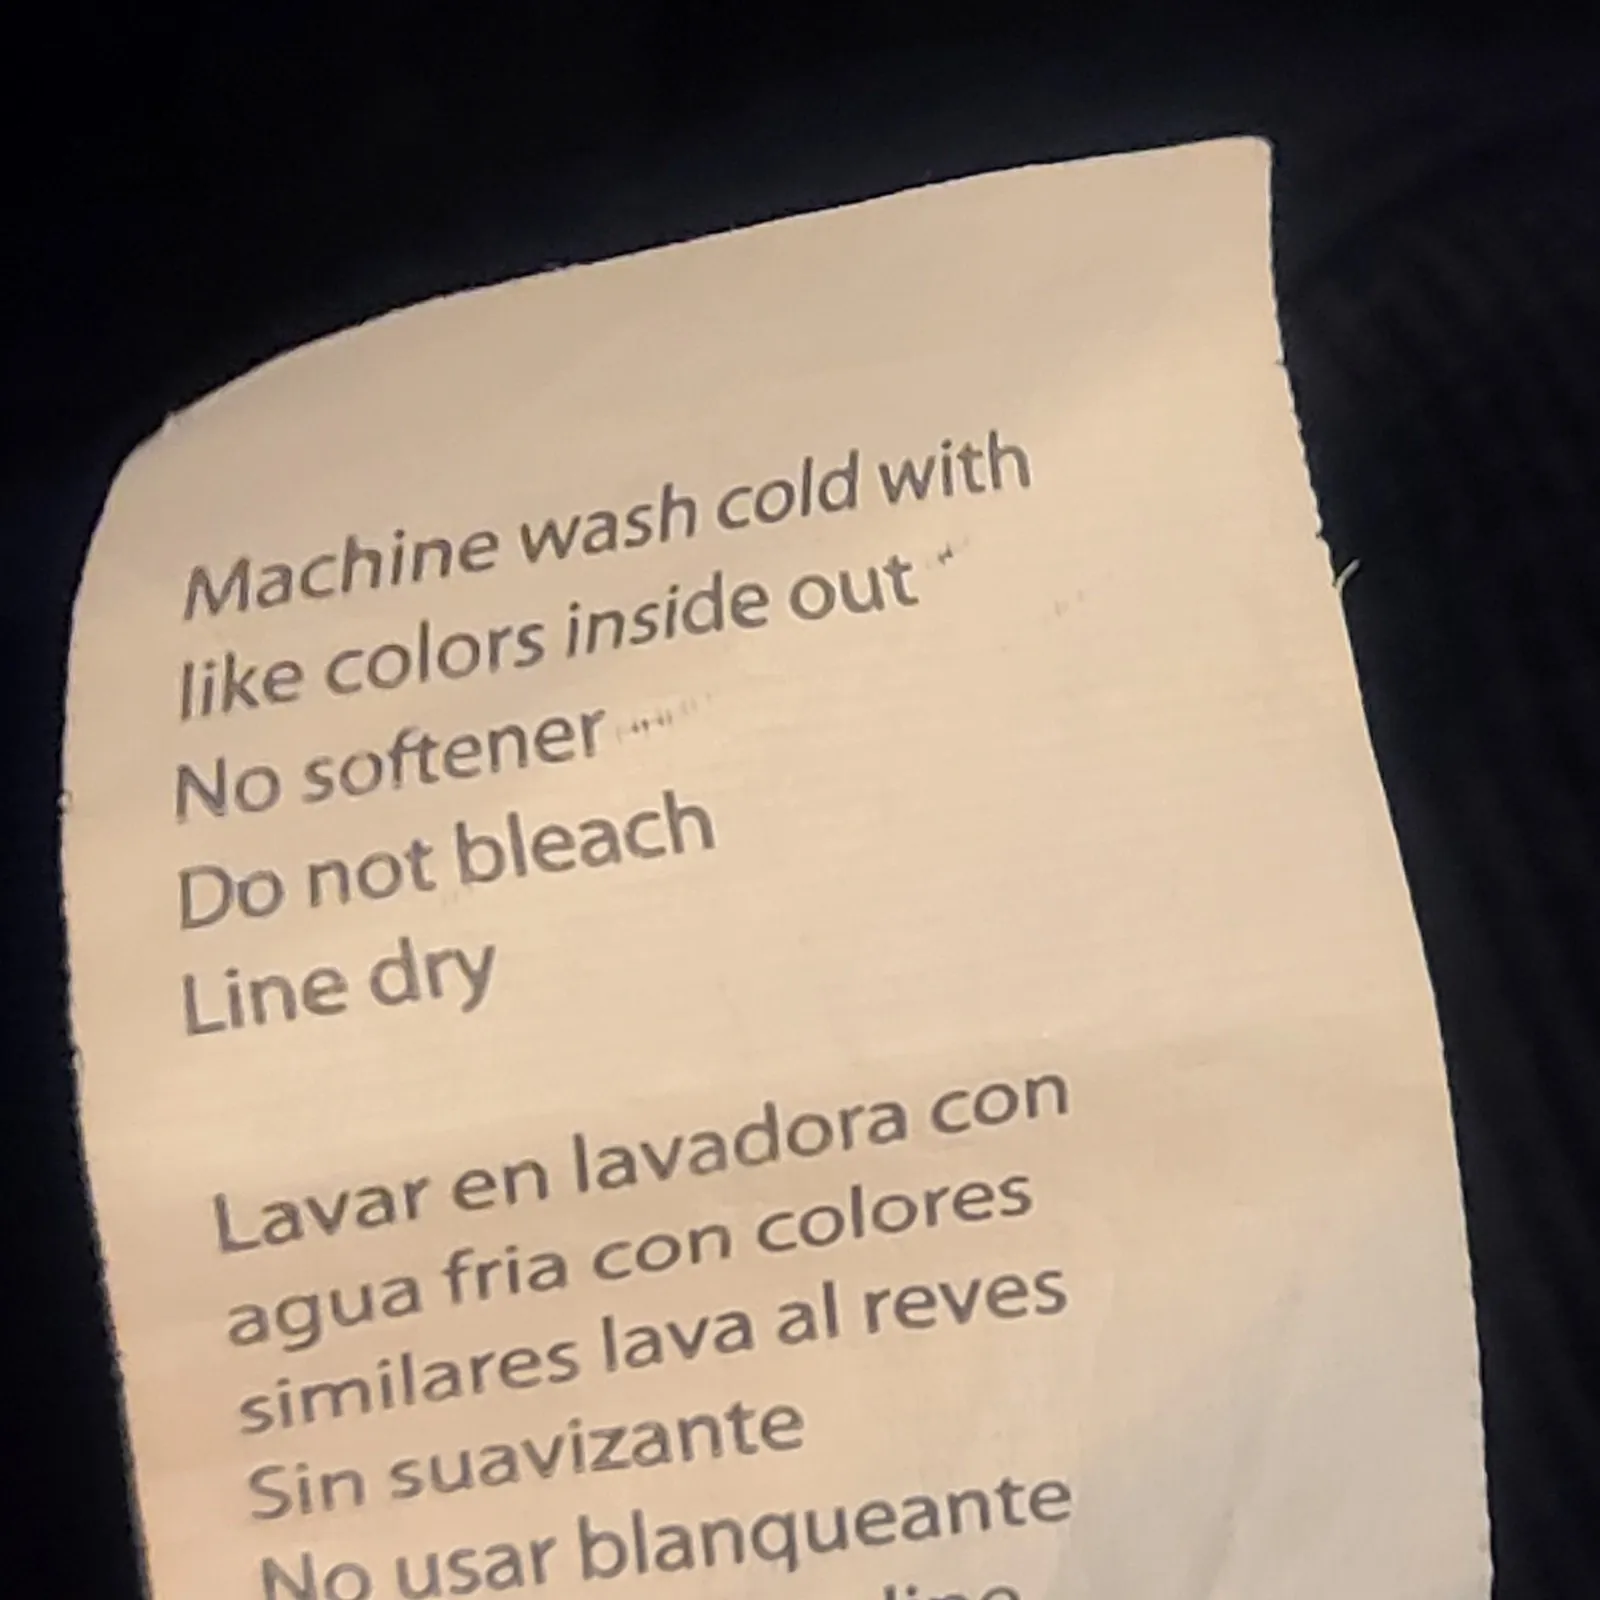 Machine wash cold with
like colors inside out
No softener
Do not bleach
Line dry
Lavar en lavadora con
agua fria con colores
similares lava al reves
Sin suavizante
No usar blanqueante